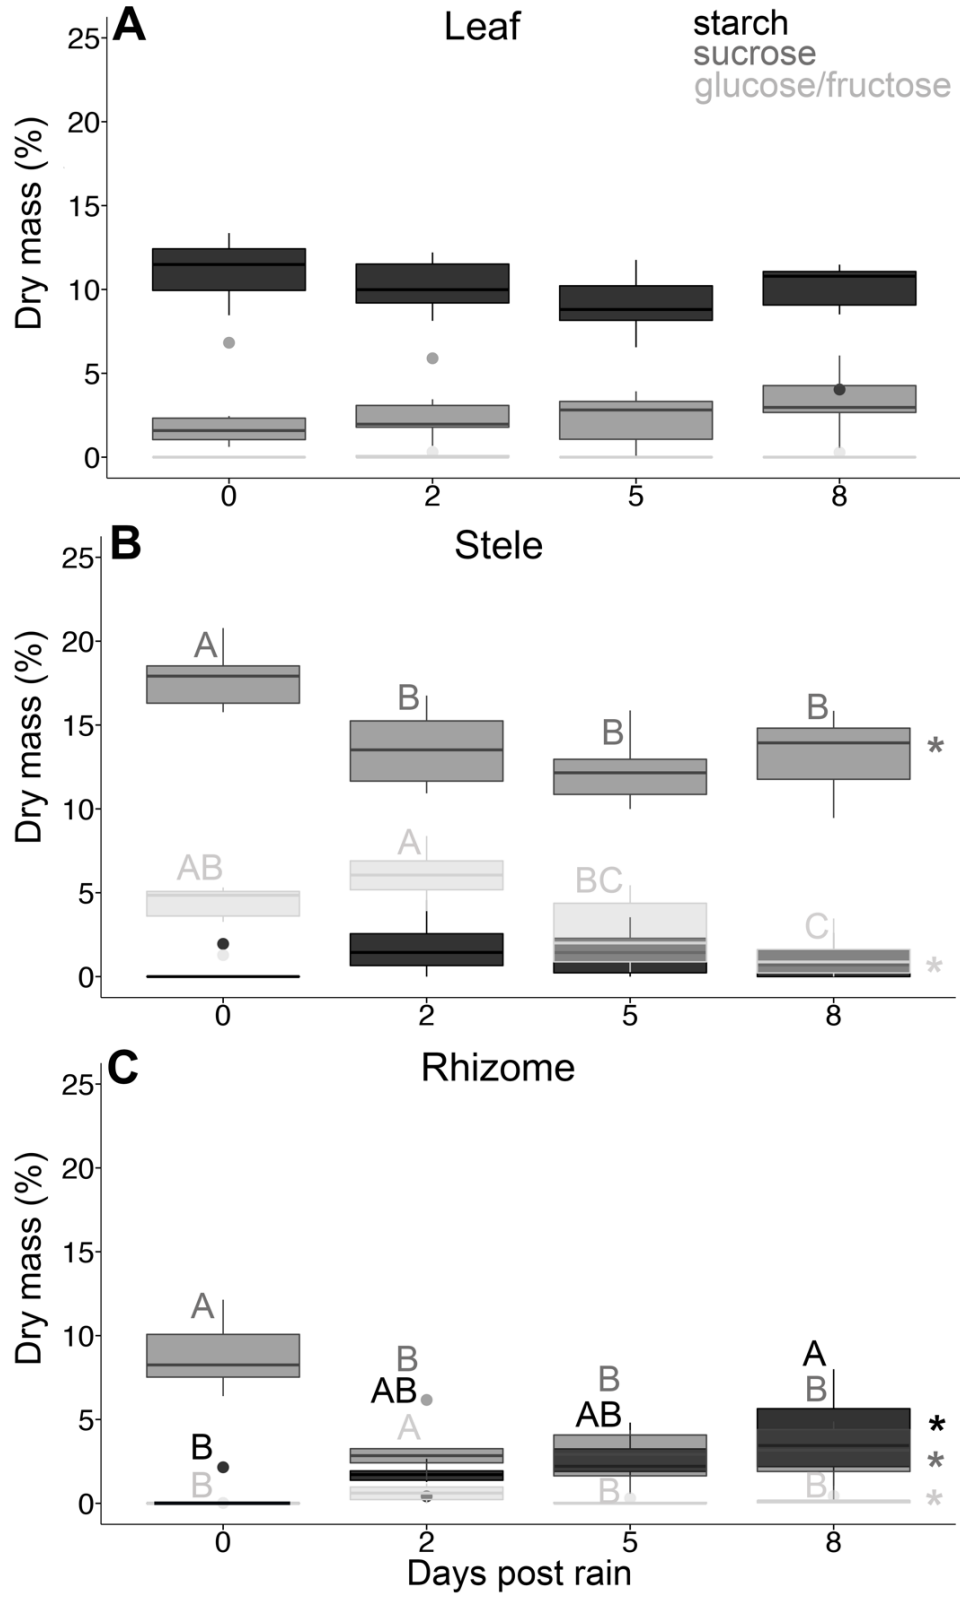 A Leaf starch
sucrose
glucose/fructose
Dry mass (%)
25
20
15
10
5
0
0 2 5 8
B Stele
Dry mass (%)
25
20
15
10
5
0
A B B B *
AB A BC C *
0 2 5 8
C Rhizome
Dry mass (%)
25
20
15
10
5
0
A B B A
B AB AB B *
B A B B *
*
0 2 5 8
Days post rain